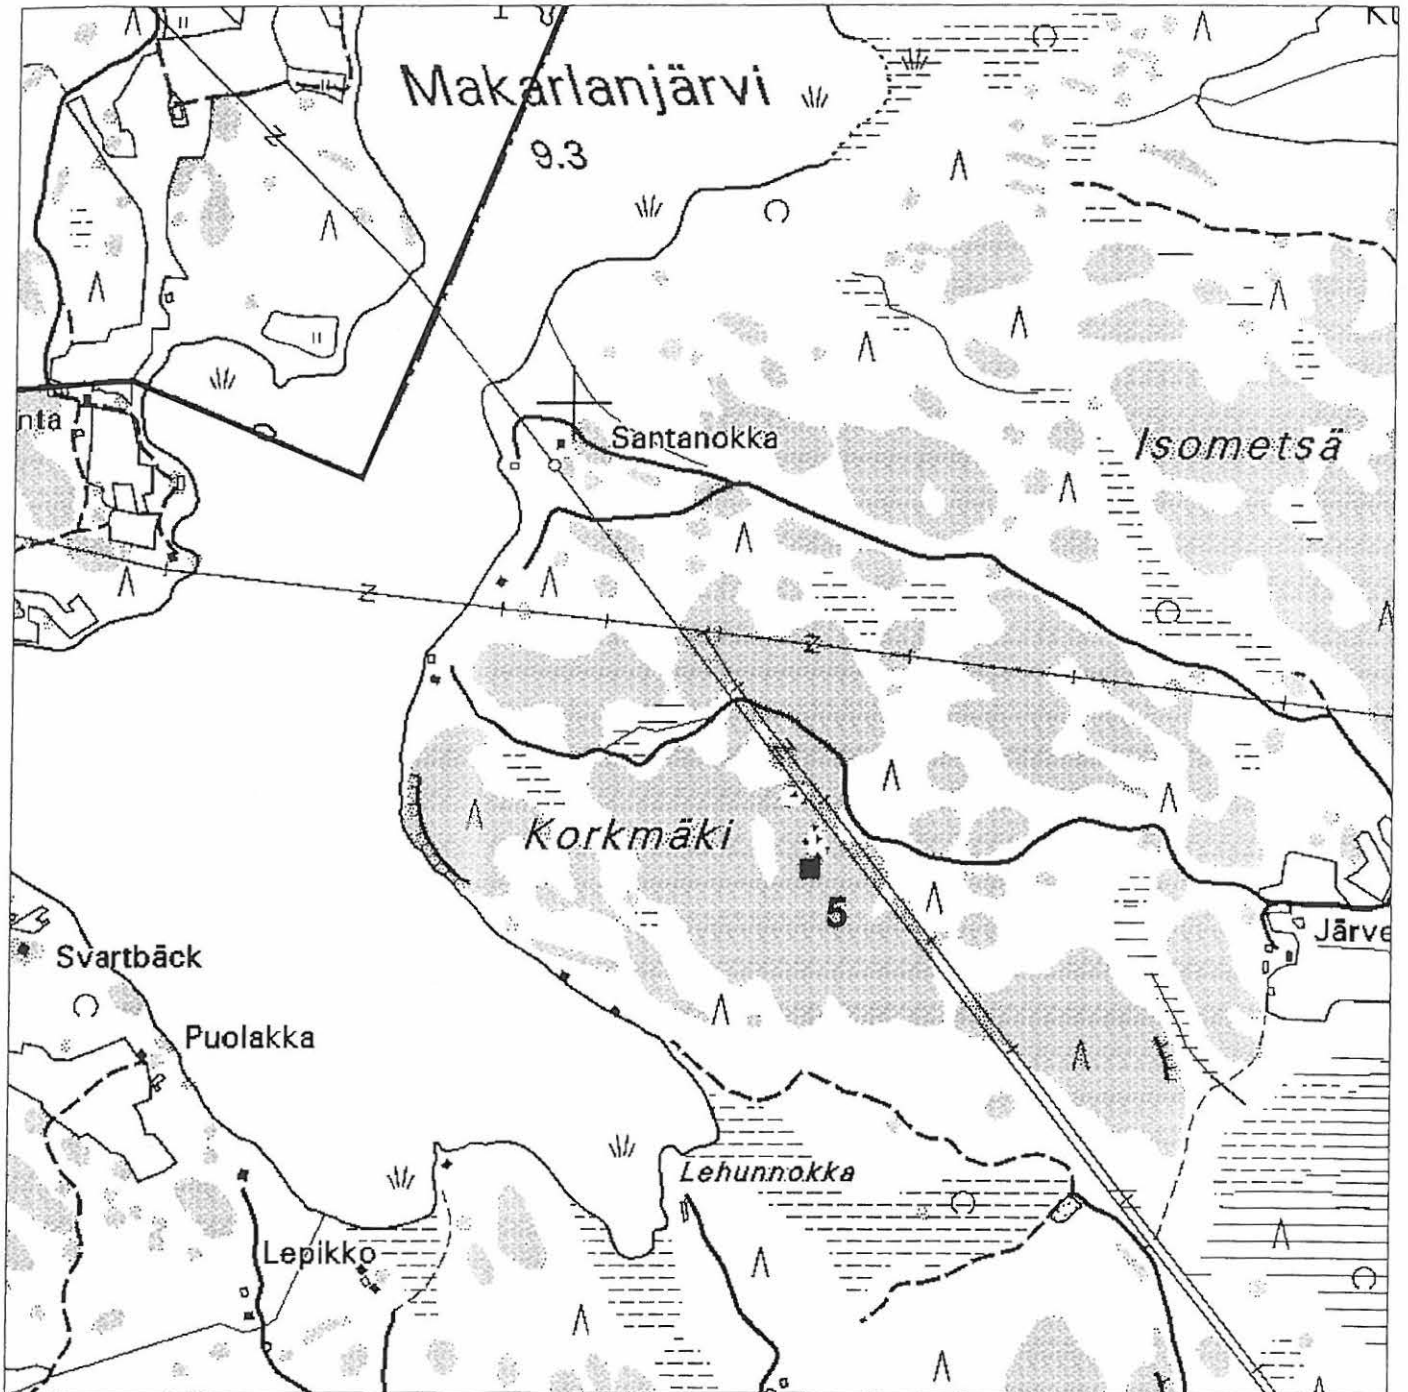 Makarlanjärvi
9.3
nta
Santanokka
Isometsä
Korkmäki
5
Svartbäck
Järve
Puolakka
Lehunnokka
Lepikko